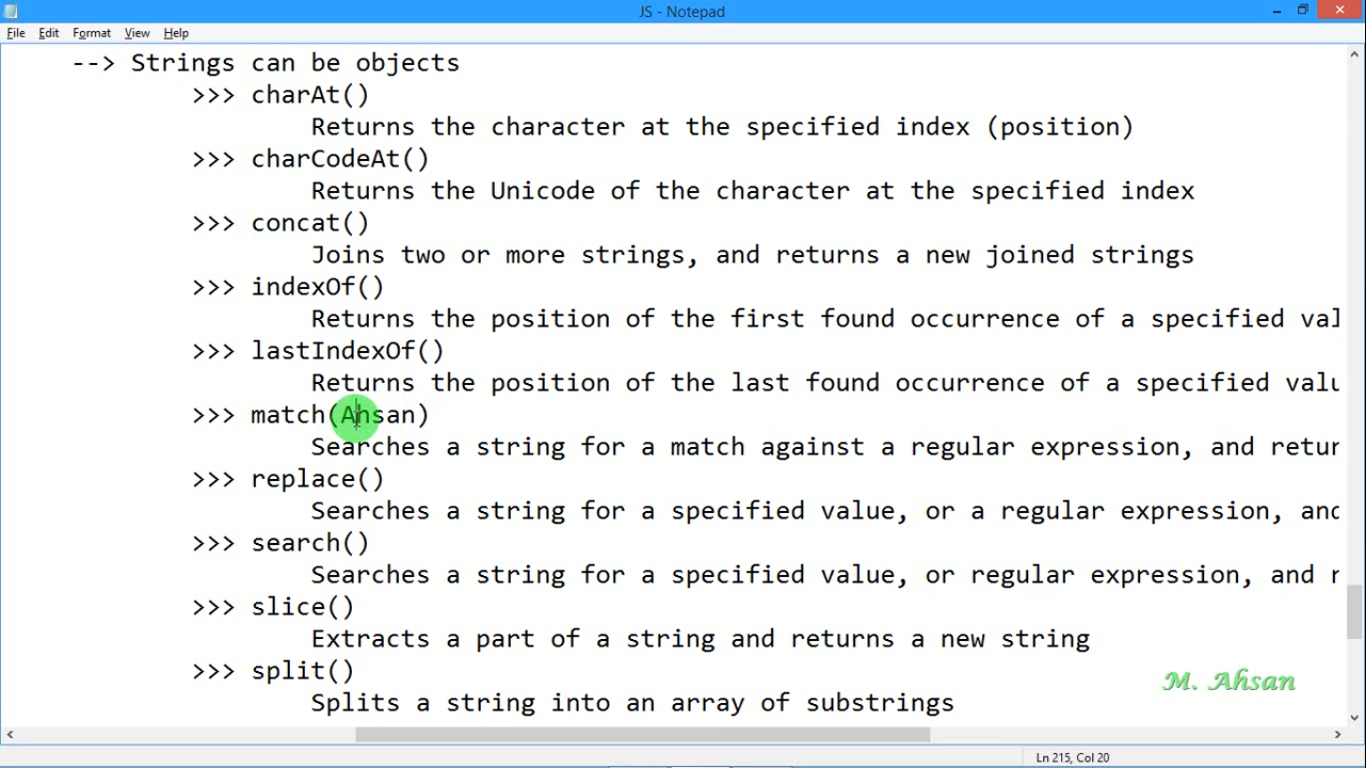 JS - Notepad
File Edit Format View Help
--> Strings can be objects
>>> charAt()
Returns the character at the specified index (position)
>>> charCodeAt()
Returns the Unicode of the character at the specified index
>>> concat()
Joins two or more strings, and returns a new joined strings
>>> indexOf()
Returns the position of the first found occurrence of a specified val
>>> lastIndexOf()
Returns the position of the last found occurrence of a specified valu
>>> match(Ahsan)
Searches a string for a match against a regular expression, and retur
>>> replace()
Searches a string for a specified value, or a regular expression, and
>>> search()
Searches a string for a specified value, or regular expression, and r
>>> slice()
Extracts a part of a string and returns a new string
>>> split()
Splits a string into an array of substrings
M. Ahsan
Ln 215, Col 20